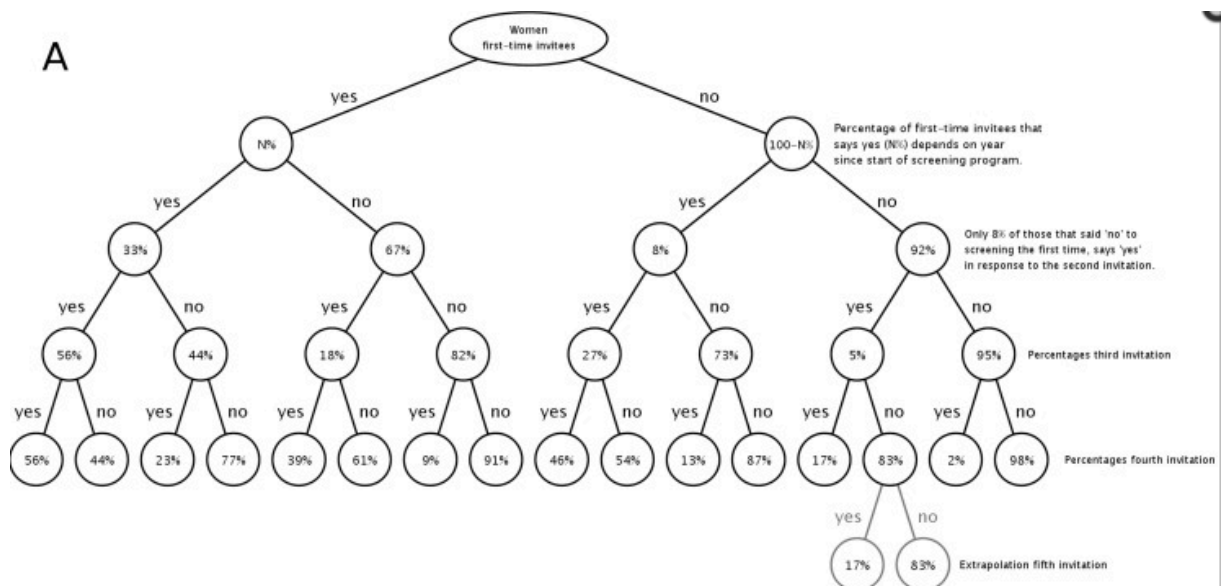 A
Women
first-time invitees
yes
no
N%
100-N%
Percentage of first-time invitees that
says yes (N%) depends on year
since start of screening program.
yes
no
yes
no
33%
67%
8%
92%
Only 8% of those that said 'no' to
screening the first time, says 'yes'
in response to the second invitation.
yes
no
yes
no
yes
no
yes
no
56%
44%
18%
82%
27%
73%
5%
95%
Percentages third invitation
yes
no
yes
no
yes
no
yes
no
yes
no
yes
no
yes
no
yes
no
56%
44%
23%
77%
39%
61%
9%
91%
46%
54%
13%
87%
17%
83%
2%
98%
Percentages fourth invitation
yes
no
17%
83%
Extrapolation fifth invitation